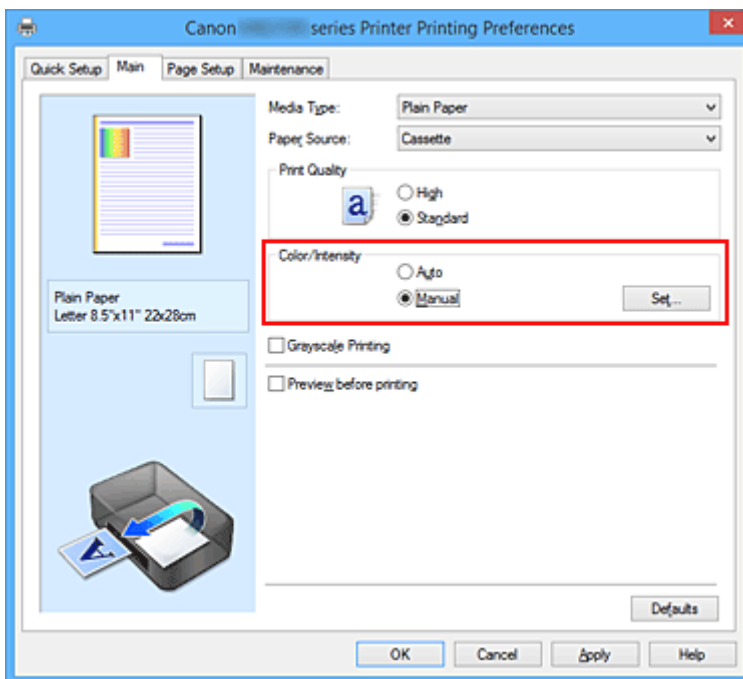 Canon series Printer Printing Preferences
Quick Setup Main Page Setup Maintenance
Media Type: Plain Paper
Paper Source: Cassette
Print Quality
a
High
Standard
Color/Intensity
Auto
Manual Set...
Plain Paper
Letter 8.5"x11" 22x28cm
Grayscale Printing
Preview before printing
A
Defaults
OK Cancel Apply Help